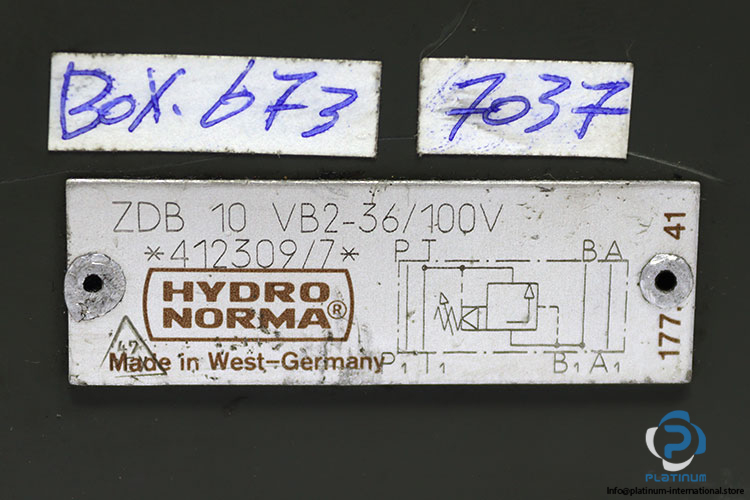 BOX. 673
7037
ZDB 10 VB2-36/100V
*412309/7*
HYDRO
NORMA®
47
Made in West-Germany
P T B A
P₁ T₁ B₁ A₁
177. 41
PLATINUM
Info@platinum-international.store